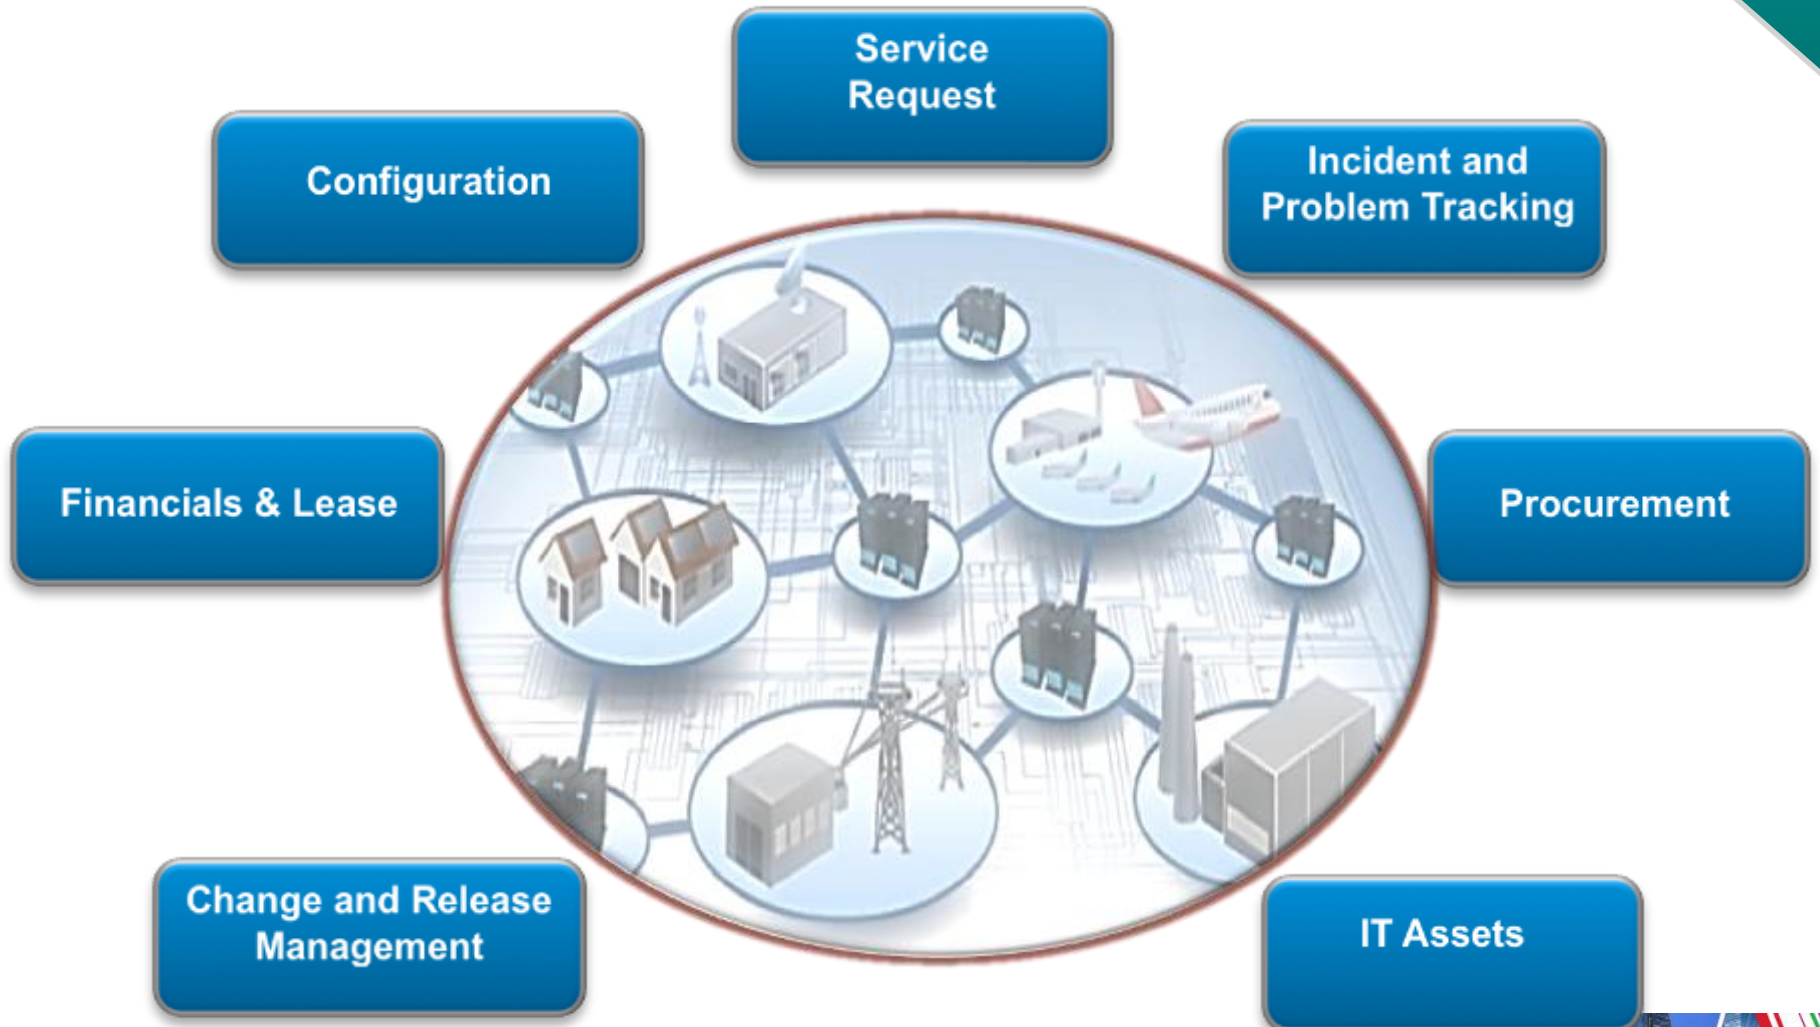 Service
Request
Configuration
Incident and
Problem Tracking
Financials & Lease
Procurement
Change and Release
Management
IT Assets